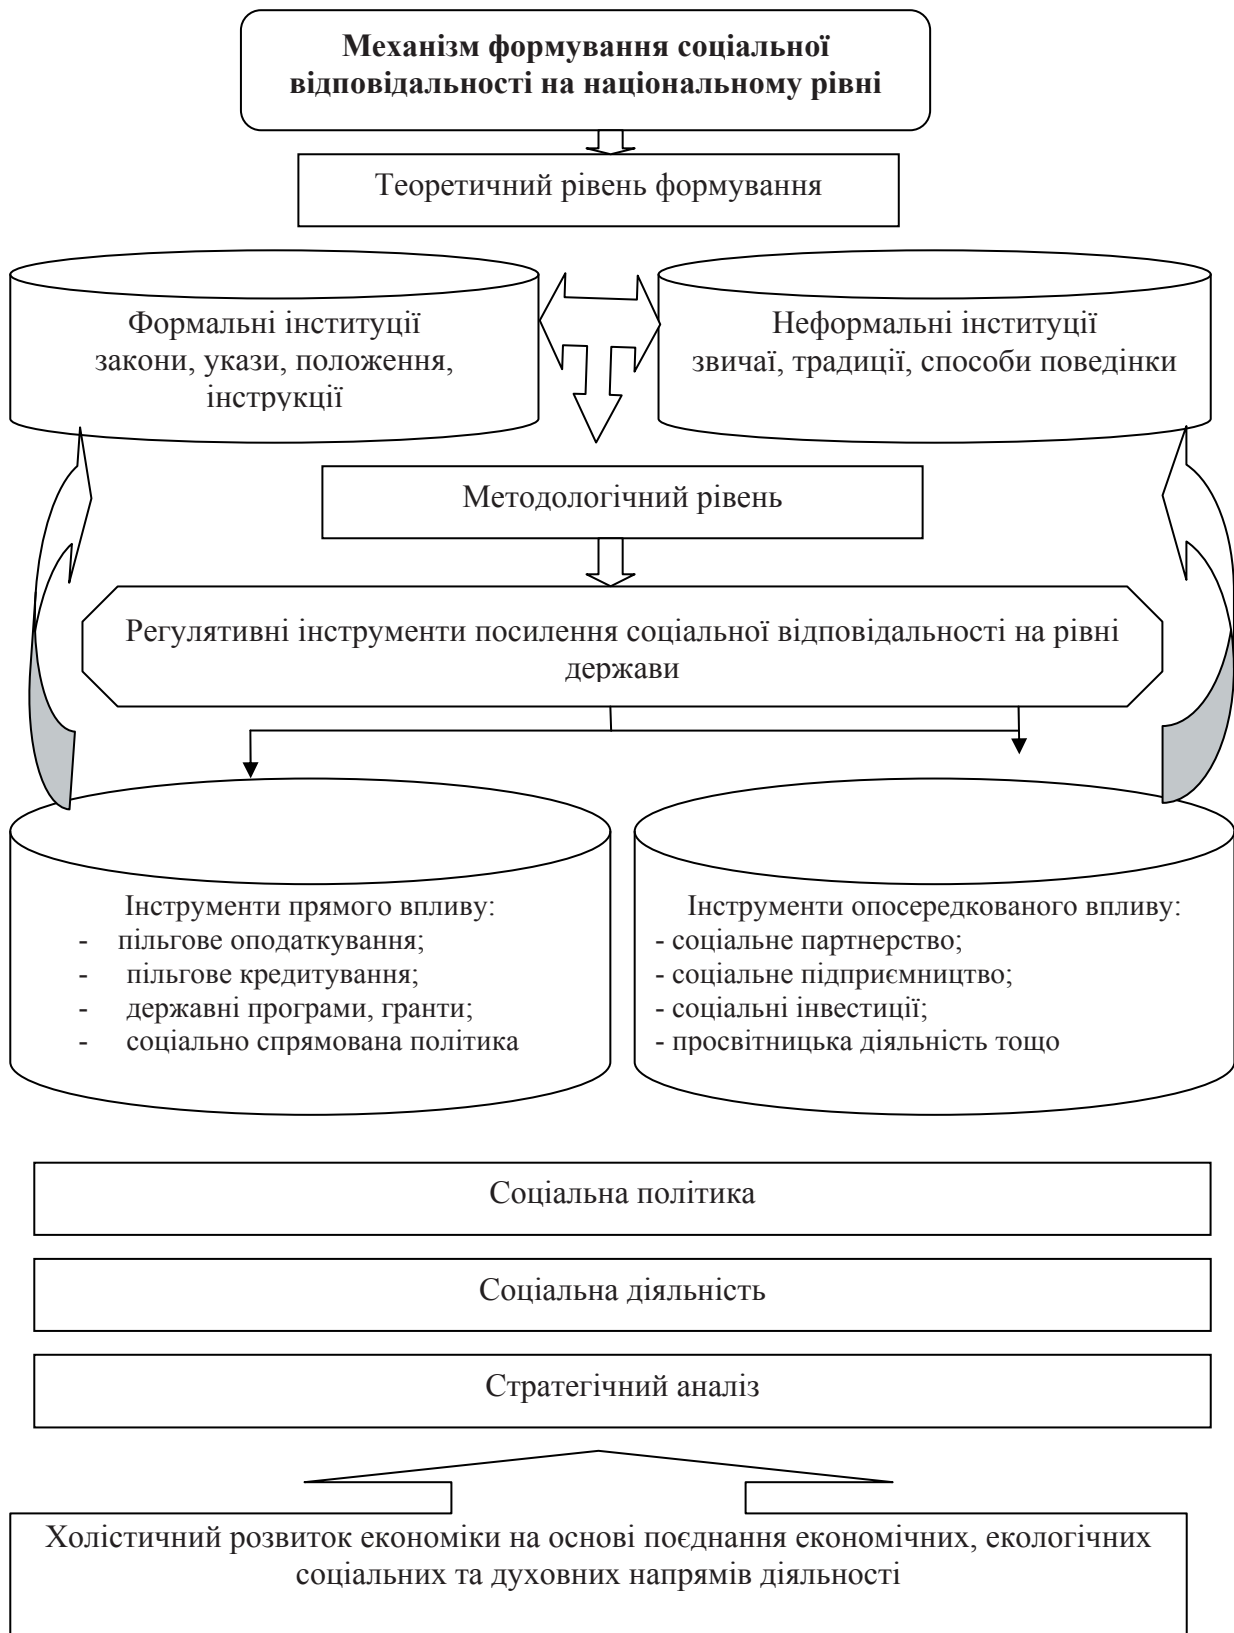 Механізм формування соціальної
відповідальності на національному рівні
Теоретичний рівень формування
Формальні інституції
закони, укази, положення,
інструкції
Неформальні інституції
звичаї, традиції, способи поведінки
Методологічний рівень
Регулятивні інструменти посилення соціальної відповідальності на рівні
держави
Інструменти прямого впливу:
- пільгове оподаткування;
- пільгове кредитування;
- державні програми, гранти;
- соціально спрямована політика
Інструменти опосередкованого впливу:
- соціальне партнерство;
- соціальне підприємництво;
- соціальні інвестиції;
- просвітницька діяльність тощо
Соціальна політика
Соціальна діяльність
Стратегічний аналіз
Холістичний розвиток економіки на основі поєднання економічних, екологічних
соціальних та духовних напрямів діяльності